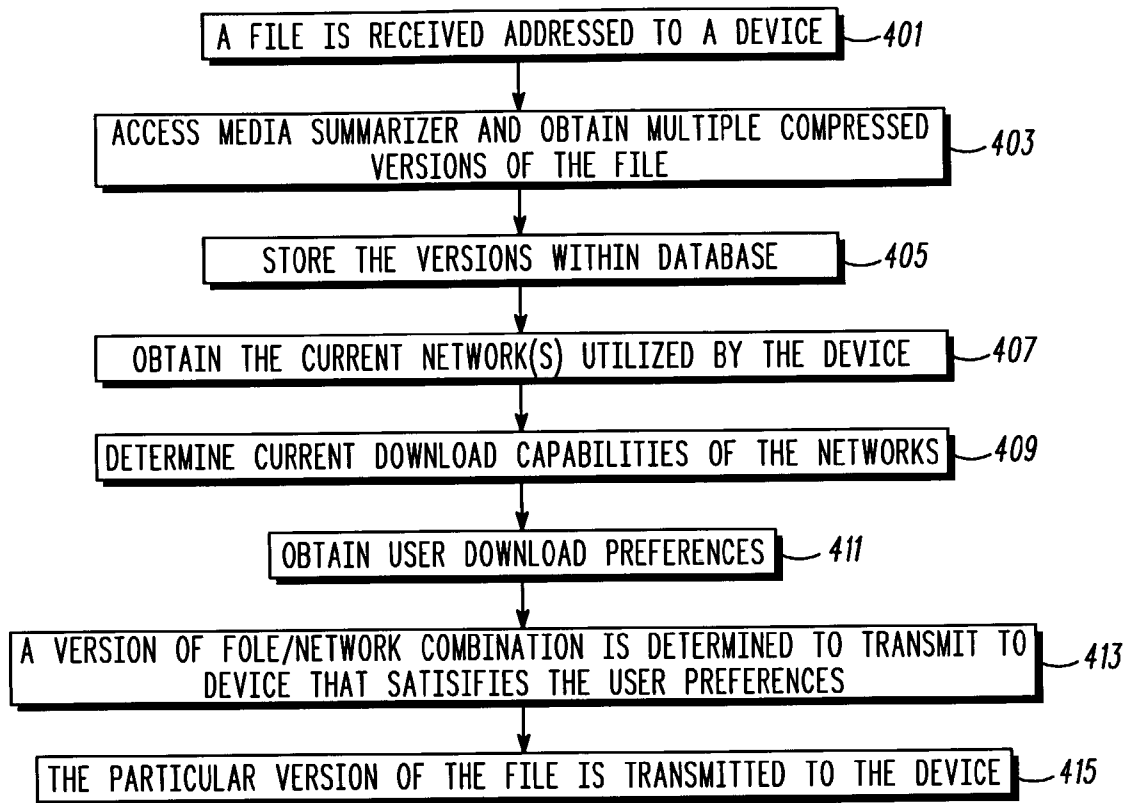 A FILE IS RECEIVED ADDRESSED TO A DEVICE 401
ACCESS MEDIA SUMMARIZER AND OBTAIN MULTIPLE COMPRESSED
VERSIONS OF THE FILE 403
STORE THE VERSIONS WITHIN DATABASE 405
OBTAIN THE CURRENT NETWORK(S) UTILIZED BY THE DEVICE 407
DETERMINE CURRENT DOWNLOAD CAPABILITIES OF THE NETWORKS 409
OBTAIN USER DOWNLOAD PREFERENCES 411
A VERSION OF FOLE/NETWORK COMBINATION IS DETERMINED TO TRANSMIT TO
DEVICE THAT SATISIFIES THE USER PREFERENCES 413
THE PARTICULAR VERSION OF THE FILE IS TRANSMITTED TO THE DEVICE 415